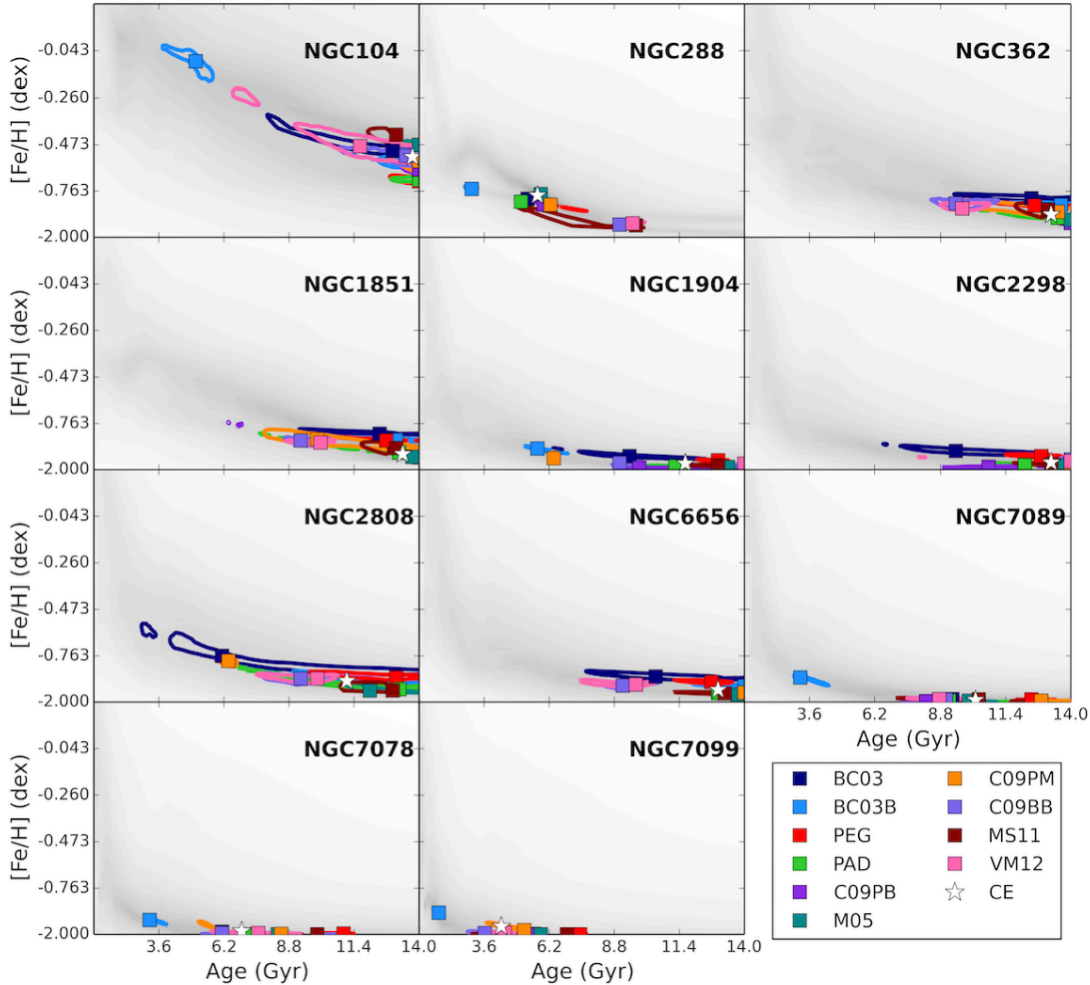 NGC104 NGC288 NGC362
[Fe/H] (dex)
-0.043
-0.260
-0.473
-0.763
-2.000
NGC1851 NGC1904 NGC2298
[Fe/H] (dex)
-0.043
-0.260
-0.473
-0.763
-2.000
NGC2808 NGC6656 NGC7089
[Fe/H] (dex)
-0.043
-0.260
-0.473
-0.763
-2.000
3.6 6.2 8.8 11.4 14.0
Age (Gyr)
NGC7078 NGC7099
[Fe/H] (dex)
-0.043
-0.260
-0.473
-0.763
-2.000
3.6 6.2 8.8 11.4 14.0
3.6 6.2 8.8 11.4 14.0
Age (Gyr) Age (Gyr)
BC03
BC03B
PEG
PAD
C09PB
M05
C09PM
C09BB
MS11
VM12
CE